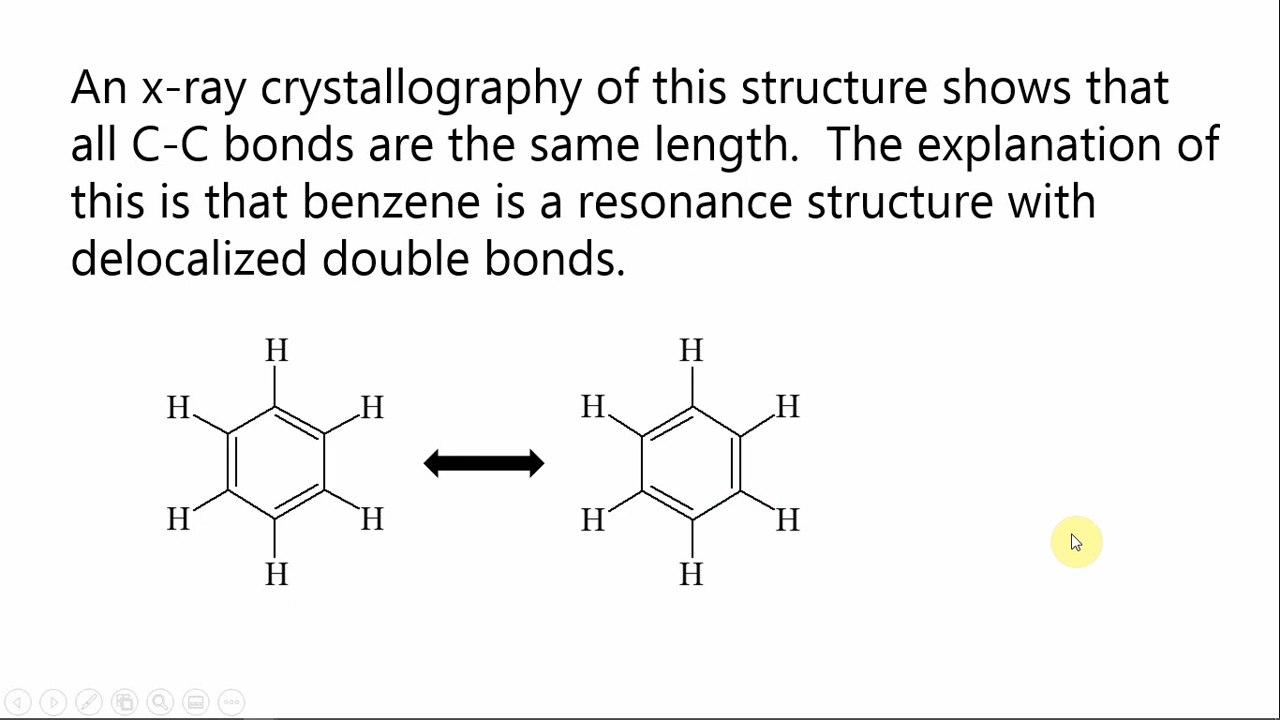 An x-ray crystallography of this structure shows that
all C-C bonds are the same length.  The explanation of
this is that benzene is a resonance structure with
delocalized double bonds.
H H
H H H H
H H H H
H H